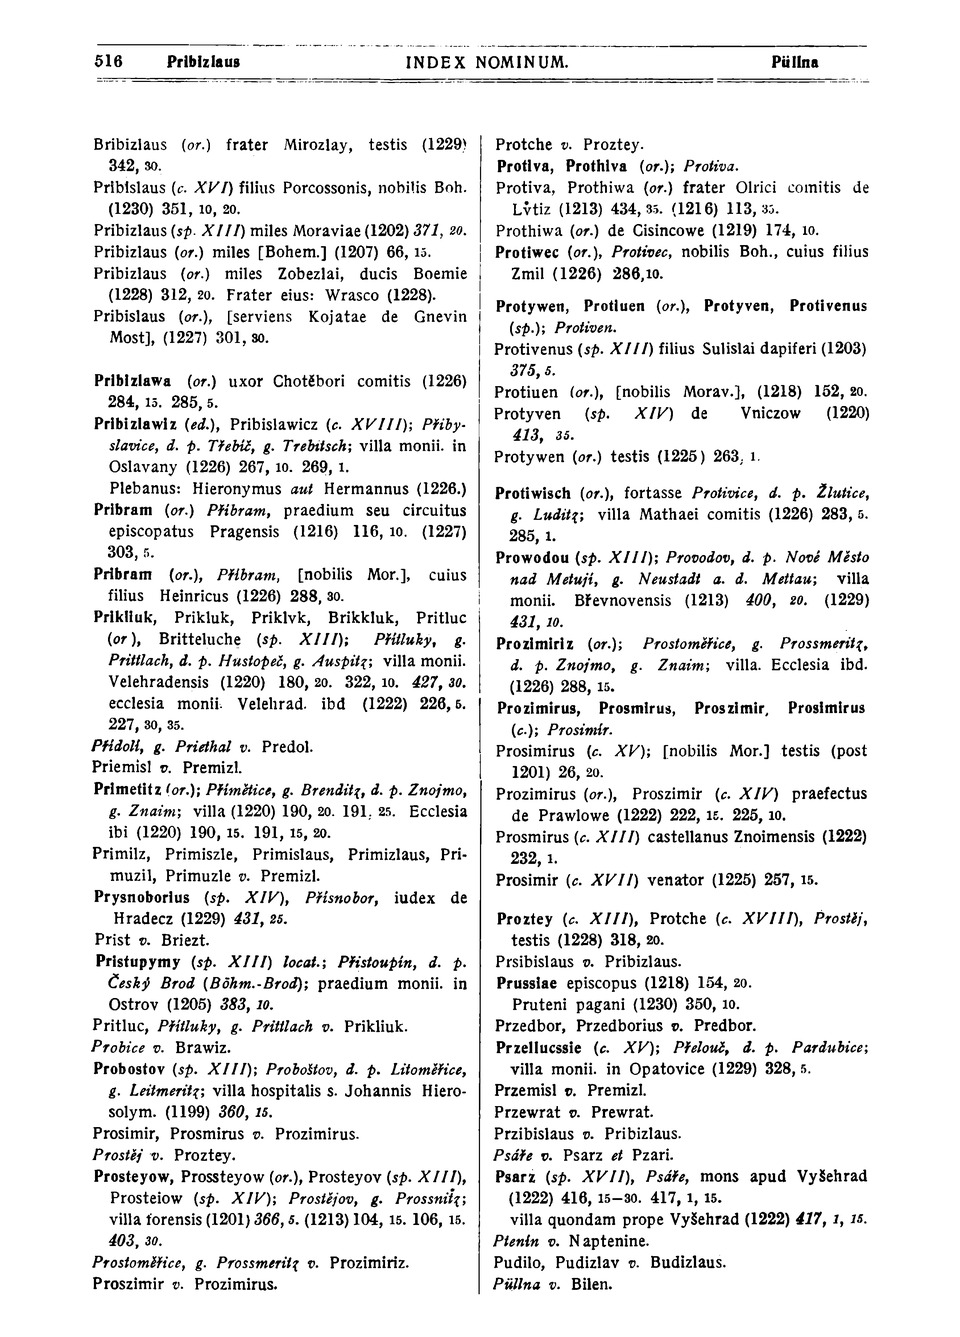 516 Pribizlaus INDEX NOMINUM. Püllna
Bribizlaus (or.) frater Mirozlay, testis (1229)
342, 30.
Pribislaus (c. XVI) filius Porcossonis, nobilis Boh.
(1230) 351, 10, 20.
Pribizlaus (sp. XIII) miles Moraviae (1202) 371, 20.
Pribizlaus (or.) miles [Bohem.] (1207) 66, 15.
Pribizlaus (or.) miles Zobezlai, ducis Boemie
(1228) 312, 20. Frater eius: Wrasco (1228).
Pribislaus (or.), [serviens Kojatae de Gnevin
Most], (1227) 301, 30.
Pribizlawa (or.) uxor Chotěbori comitis (1226)
284, 15. 285, 5.
Pribizlawiz (ed.), Pribislawicz (c. XVIII); Přiby-
slavice, d. p. Třebíč, g. Trebitsch; villa monii. in
Oslavany (1226) 267, 10. 269, 1.
Plebanus: Hieronymus aut Hermannus (1226.)
Pribram (or.) Příbram, praedium seu circuitus
episcopatus Pragensis (1216) 116, 10. (1227)
303, 5.
Pribram (or.), Příbram, [nobilis Mor.], cuius
filius Heinricus (1226) 288, 30.
Prikliuk, Prikluk, Priklvk, Brikkluk, Pritluc
(or), Britteluche (sp. XIII); Přítluky, g.
Prittlach, d. p. Hustopeč, g. Auspitz; villa monii.
Velehradensis (1220) 180, 20. 322, 10. 427, 30.
ecclesia monii. Velehrad. ibd (1222) 226, 5.
227, 30, 35.
Přídolí, g. Priethal v. Predol.
Priemisl v. Premizl.
Primetitz (or.); Přímětice, g. Brenditz, d. p. Znojmo,
g. Znaim; villa (1220) 190, 20. 191, 25. Ecclesia
ibi (1220) 190, 15. 191, 15, 20.
Primilz, Primiszle, Primislaus, Primizlaus, Pri-
muzil, Primuzle v. Premizl.
Prysnoborius (sp. XIV), Přísnobor, iudex de
Hradecz (1229) 431, 25.
Prist v. Briezt.
Pristupymy (sp. XIII) locat.; Přistoupin, d. p.
Český Brod (Böhm.-Brod); praedium monii. in
Ostrov (1205) 383, 10.
Pritluc, Přítluky, g. Prittlach v. Prikliuk.
Probice v. Brawiz.
Probostov (sp. XIII); Proboštov, d. p. Litoměřice,
g. Leitmeritz; villa hospitalis s. Johannis Hiero-
solym. (1199) 360, 15.
Prosimir, Prosmirus v. Prozimirus.
Prostěj v. Proztey.
Prosteyow, Prossteyow (or.), Prosteyov (sp. XIII),
Prosteiow (sp. XIV); Prostějov, g. Prossnitz;
villa forensis (1201) 366, 5. (1213) 104, 15. 106, 15.
403, 30.
Prostoměřice, g. Prossmeritz v. Prozimiriz.
Proszimir v. Prozimirus.
Protche v. Proztey.
Protiva, Prothiva (or.); Protiva.
Protiva, Prothiwa (or.) frater Olrici comitis de
Lv̊tiz (1213) 434, 35. (1216) 113, 35.
Prothiwa (or.) de Gisincowe (1219) 174, 10.
Protiwec (or.), Protivec, nobilis Boh., cuius filius
Zmil (1226) 286,10.
Protywen, Protiuen (or.), Protyven, Protivenus
(sp.); Protiven.
Protivenus (sp. XIII) filius Sulislai dapiferi (1203)
375, 5.
Protiuen (or.), [nobilis Morav.], (1218) 152, 20.
Protyven (sp. XIV) de Vniczow (1220)
413, 35.
Protywen (or.) testis (1225) 263, 1.
Protiwisch (or.), fortasse Protivice, d. p. Žlutice,
g. Luditz; villa Mathaei comitis (1226) 283, 5.
285, 1.
Prowodou (sp. XIII); Provodov, d. p. Nové Město
nad Metují, g. Neustadt a. d. Mettau; villa
monii. Břevnovensis (1213) 400, 20. (1229)
431, 10.
Prozimiriz (or.); Prostoměřice, g. Prossmeritz,
d. p. Znojmo, g. Znaim; villa. Ecclesia ibd.
(1226) 288, 15.
Prozimirus, Prosmirus, Proszimir, Prosimirus
(c.); Prosimír.
Prosimirus (c. XV); [nobilis Mor.] testis (post
1201) 26, 20.
Prozimirus (or.), Proszimir (c. XIV) praefectus
de Prawlowe (1222) 222, 15. 225, 10.
Prosmirus (c. XIII) castellanus Znoimensis (1222)
232, 1.
Prosimir (c. XVII) venator (1225) 257, 15.
Proztey (c. XIII), Protche (c. XVIII), Prostěj,
testis (1228) 318, 20.
Prsibislaus v. Pribizlaus.
Prussiae episcopus (1218) 154, 20.
Pruteni pagani (1230) 350, 10.
Przedbor, Przedborius v. Predbor.
Przellucssie (c. XV); Přelouč, d. p. Pardubice;
villa monii. in Opatovice (1229) 328, 5.
Przemisl v. Premizl.
Przewrat v. Prewrat.
Przibislaus v. Pribizlaus.
Psáře v. Psarz et Pzari.
Psarz (sp. XVII), Psáře, mons apud Vyšehrad
(1222) 416, 15—30. 417, 1, 15.
villa quondam prope Vyšehrad (1222) 417, 1, 15.
Ptenín v. Naptenine.
Pudilo, Pudizlav v. Budizlaus.
Püllna v. Bilen.